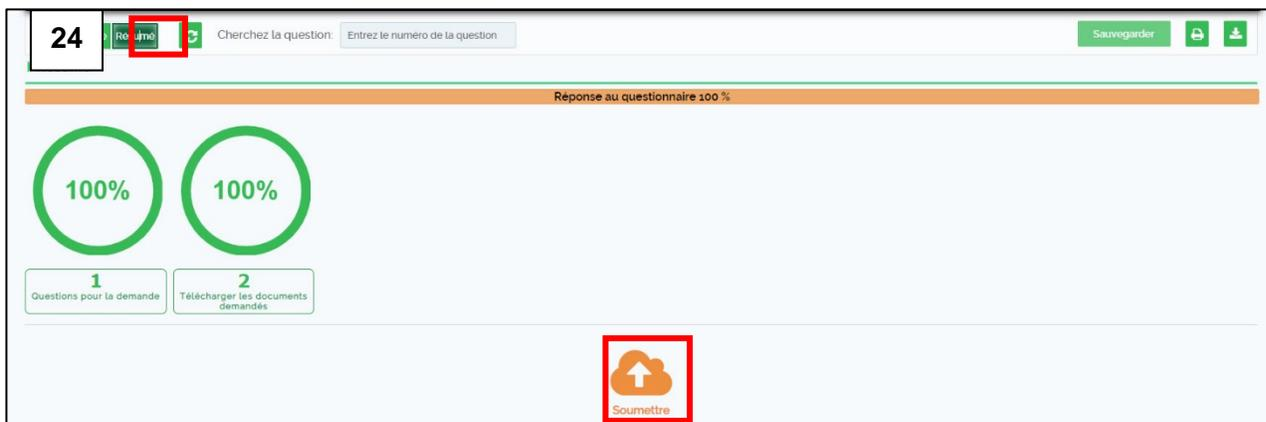 24
Résumé
Cherchez la question:
Entrez le numéro de la question
Sauvegarder
Réponse au questionnaire 100 %
100%
100%
1
Questions pour la demande
2
Télécharger les documents
demandés
Soumettre